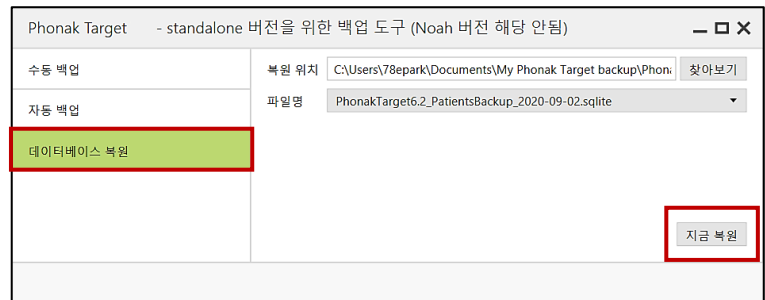 Phonak Target - standalone 버전을 위한 백업 도구 (Noah 버전 해당 안됨)
수동 백업
자동 백업
데이터베이스 복원
복원 위치 C:\Users\78epark\Documents\My Phonak Target backup\Phon 찾아보기
파일명 PhonakTarget6.2_PatientsBackup_2020-09-02.sqlite
지금 복원